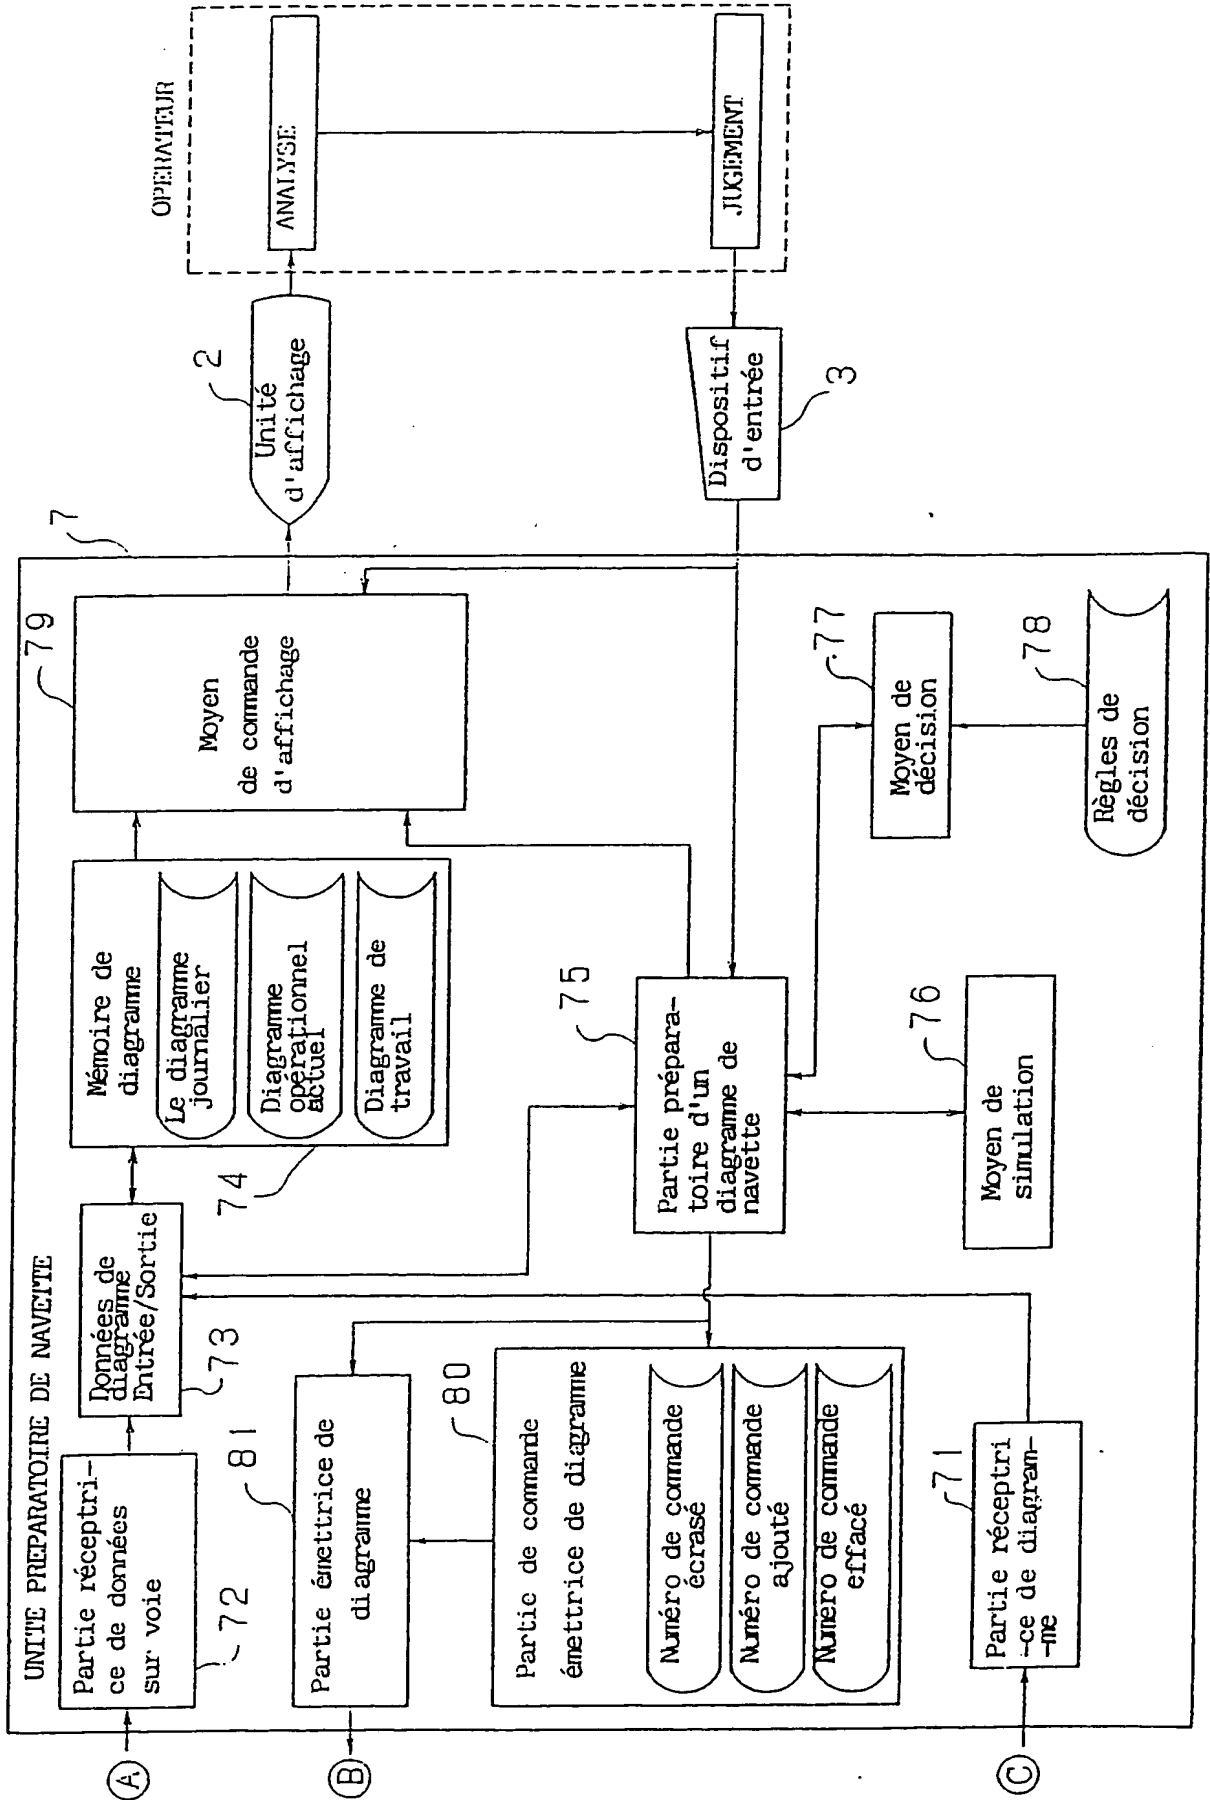 UNITE PREPARATOIRE DE NAVETTE
7
A
Partie réceptri-
ce de données
sur voie
72
Données de
diagramme
Entrée/Sortie
73
Mémoire de
diagramme
Le diagramme
journalier
Diagramme
opérationnel
actuel
Diagramme de
travail
74
Moyen
de commande
d'affichage
79
Unité
d'affichage
2
OPERATEUR
ANALYSE
JUGEMENT
Dispositif
d'entrée
3
B
Partie émettrice de
diagramme
81
Partie de commande
émettrice de diagramme
80
Numéro de commande
écrasé
Numéro de commande
ajouté
Numéro de commande
effacé
Partie prépara-
toire d'un
diagramme de
navette
75
Moyen de
simulation
76
Moyen de
décision
77
Règles de
décision
78
C
Partie réceptri
-ce de diagram-
-me
71